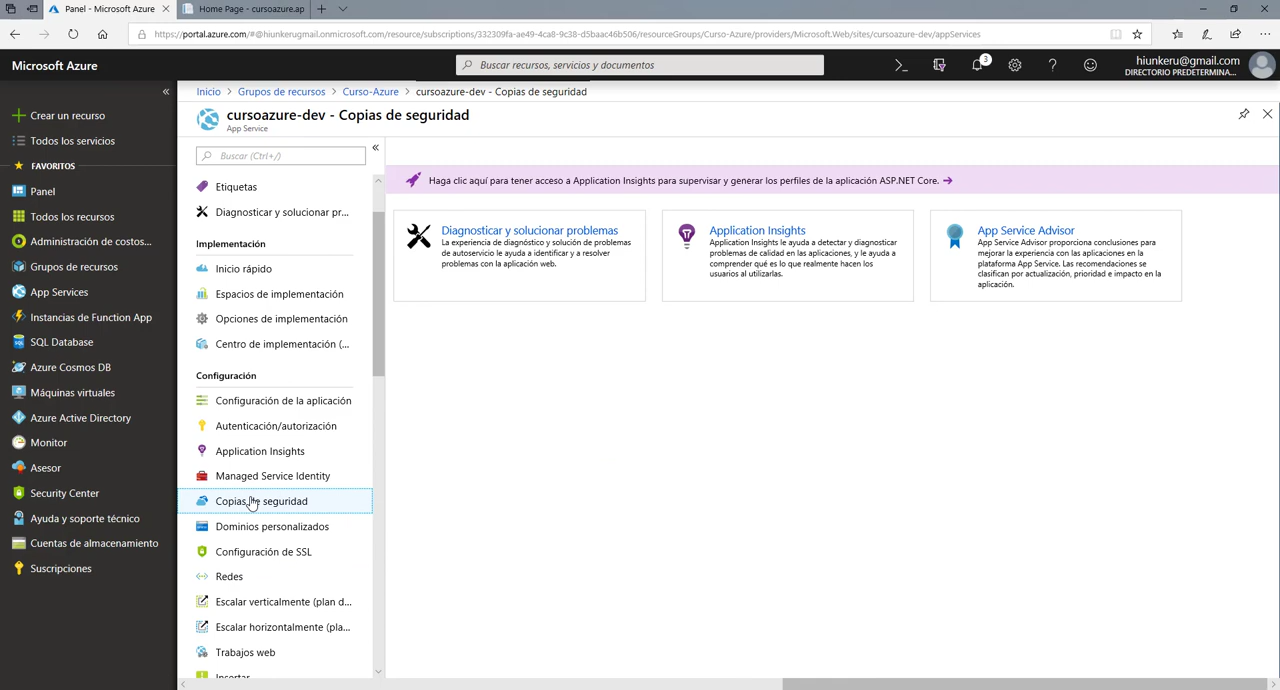 Panel - Microsoft Azure
Home Page - cursoazure.ap
https://portal.azure.com/#@hiunkerugmail.onmicrosoft.com/resource/subscriptions/332309fa-ae49-4ca8-9c38-d5baac46b506/resourceGroups/Curso-Azure/providers/Microsoft.Web/sites/cursoazure-dev/appServices
Microsoft Azure
Buscar recursos, servicios y documentos
3
hiunkeru@gmail.com
DIRECTORIO PREDETERMINA...
Inicio > Grupos de recursos > Curso-Azure > cursoazure-dev - Copias de seguridad
cursoazure-dev - Copias de seguridad
App Service
Crear un recurso
Todos los servicios
FAVORITOS
Panel
Todos los recursos
Administración de costos...
Grupos de recursos
App Services
Instancias de Function App
SQL Database
Azure Cosmos DB
Máquinas virtuales
Azure Active Directory
Monitor
Asesor
Security Center
Ayuda y soporte técnico
Cuentas de almacenamiento
Suscripciones
Buscar (Ctrl+/)
Etiquetas
Diagnosticar y solucionar pr...
Implementación
Inicio rápido
Espacios de implementación
Opciones de implementación
Centro de implementación (...
Configuración
Configuración de la aplicación
Autenticación/autorización
Application Insights
Managed Service Identity
Copias de seguridad
Dominios personalizados
Configuración de SSL
Redes
Escalar verticalmente (plan d...
Escalar horizontalmente (pla...
Trabajos web
Insertar
Haga clic aquí para tener acceso a Application Insights para supervisar y generar los perfiles de la aplicación ASP.NET Core.
Diagnosticar y solucionar problemas
La experiencia de diagnóstico y solución de problemas
de autoservicio le ayuda a identificar y a resolver
problemas con la aplicación web.
Application Insights
Application Insights le ayuda a detectar y diagnosticar
problemas de calidad en las aplicaciones, y le ayuda a
comprender qué es lo que realmente hacen los
usuarios al utilizarlas.
App Service Advisor
App Service Advisor proporciona conclusiones para
mejorar la experiencia con las aplicaciones en la
plataforma App Service. Las recomendaciones se
clasifican por actualización, prioridad e impacto en la
aplicación.